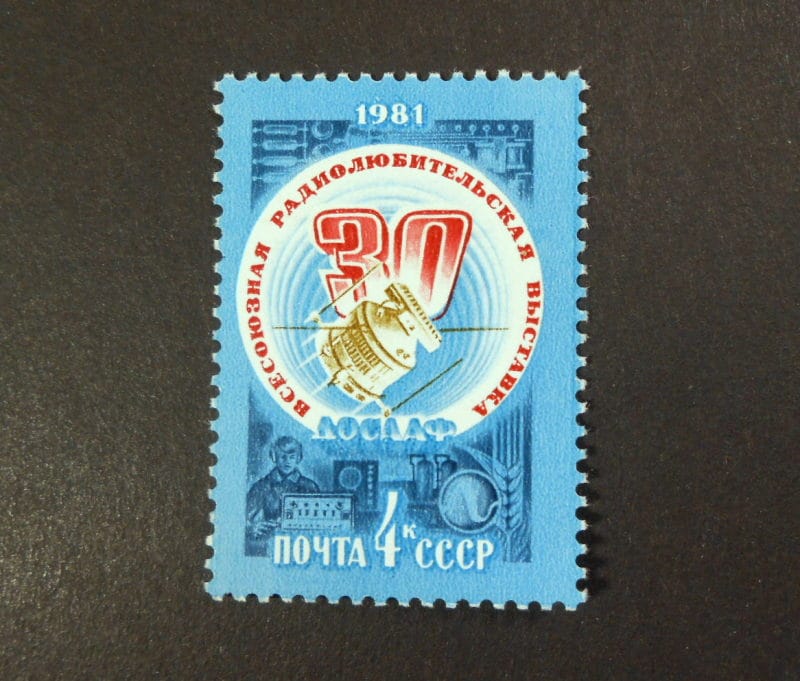 1981
ВСЕСОЮЗНАЯ РАДИОЛЮБИТЕЛЬСКАЯ ВЫСТАВКА
30
ДОСААФ
ПОЧТА 4к СССР